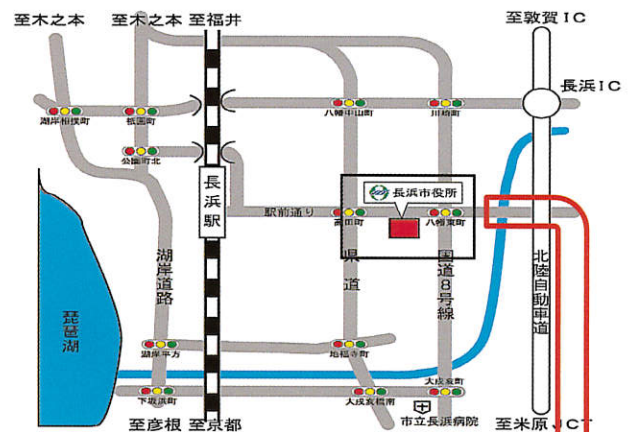 至木之本
至木之本
至福井
至敦賀IC
長浜IC
湖岸相撲町
祇園町
八幡中山町
川崎町
公園町北
長浜駅
長浜市役所
駅前通り
高田町
八幡東町
湖岸道路
県道
国道8号線
北陸自動車道
琵琶湖
湖岸平方
地福寺町
大戌亥町
下坂浜町
大戌亥橋南
市立長浜病院
至彦根
至京都
至米原JCT